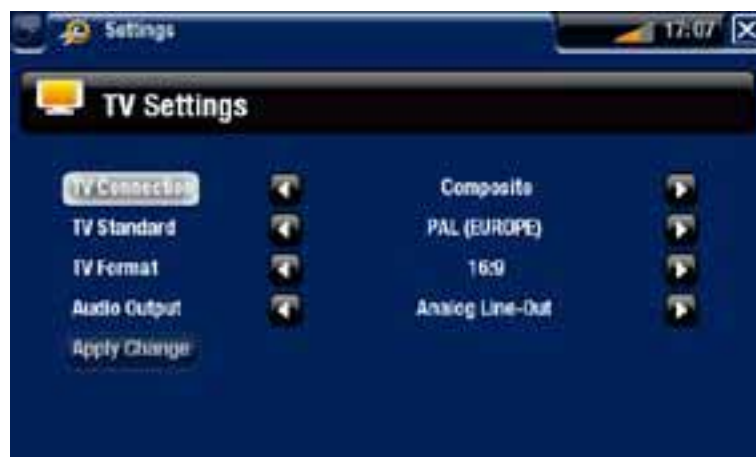 Settings 17:07
TV Settings
TV Connection Composite
TV Standard PAL (EUROPE)
TV Format 16:9
Audio Output Analog Line-Out
Apply Change